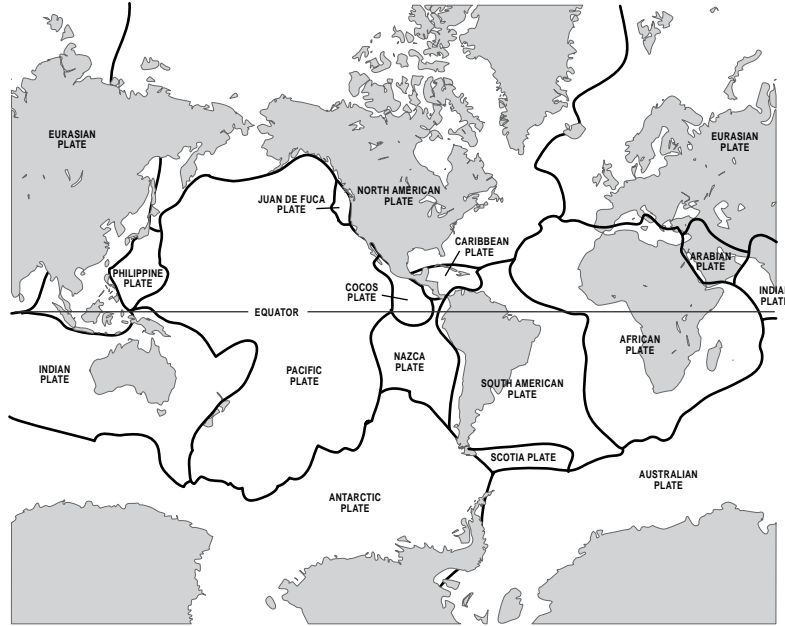 EURASIAN
PLATE
EURASIAN
PLATE
JUAN DE FUCA
PLATE
NORTH AMERICAN
PLATE
CARIBBEAN
PLATE
ARABIAN
PLATE
PHILIPPINE
PLATE
COCOS
PLATE
INDIAN
PLATE
EQUATOR
AFRICAN
PLATE
INDIAN
PLATE
PACIFIC
PLATE
NAZCA
PLATE
SOUTH AMERICAN
PLATE
SCOTIA PLATE
AUSTRALIAN
PLATE
ANTARCTIC
PLATE